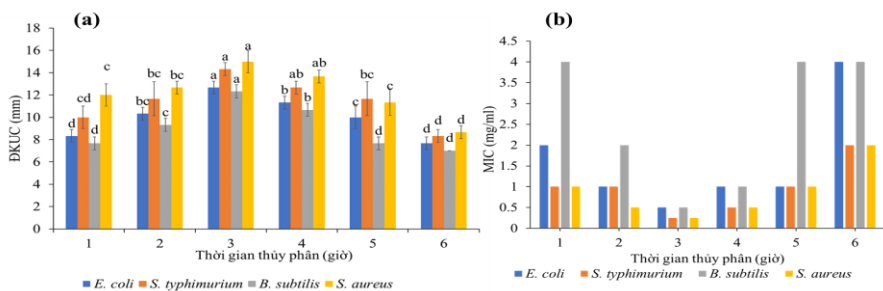 (a)
18
16
14
12
10
8
6
4
2
0
ĐKUC (mm)
d cd d c
bc bc c bc
a a a a
b ab b ab
c bc d c
d d d d
1 2 3 4 5 6
Thời gian thủy phân (giờ)
E. coli S. typhimurium B. subtilis S. aureus
(b)
4.5
4
3.5
3
2.5
2
1.5
1
0.5
0
MIC (mg/ml)
1 2 3 4 5 6
Thời gian thủy phân (giờ)
E. coli S. typhimurium B. subtilis S. aureus